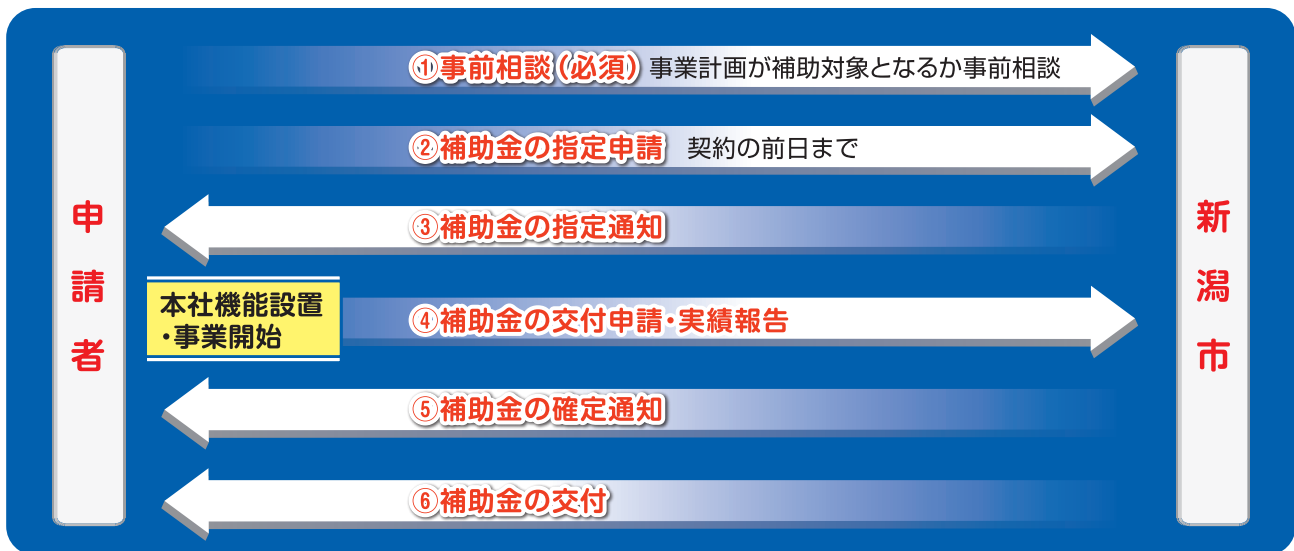 申請者
①事前相談（必須） 事業計画が補助対象となるか事前相談
②補助金の指定申請 契約の前日まで
③補助金の指定通知
本社機能設置
・事業開始
④補助金の交付申請・実績報告
⑤補助金の確定通知
⑥補助金の交付
新潟市